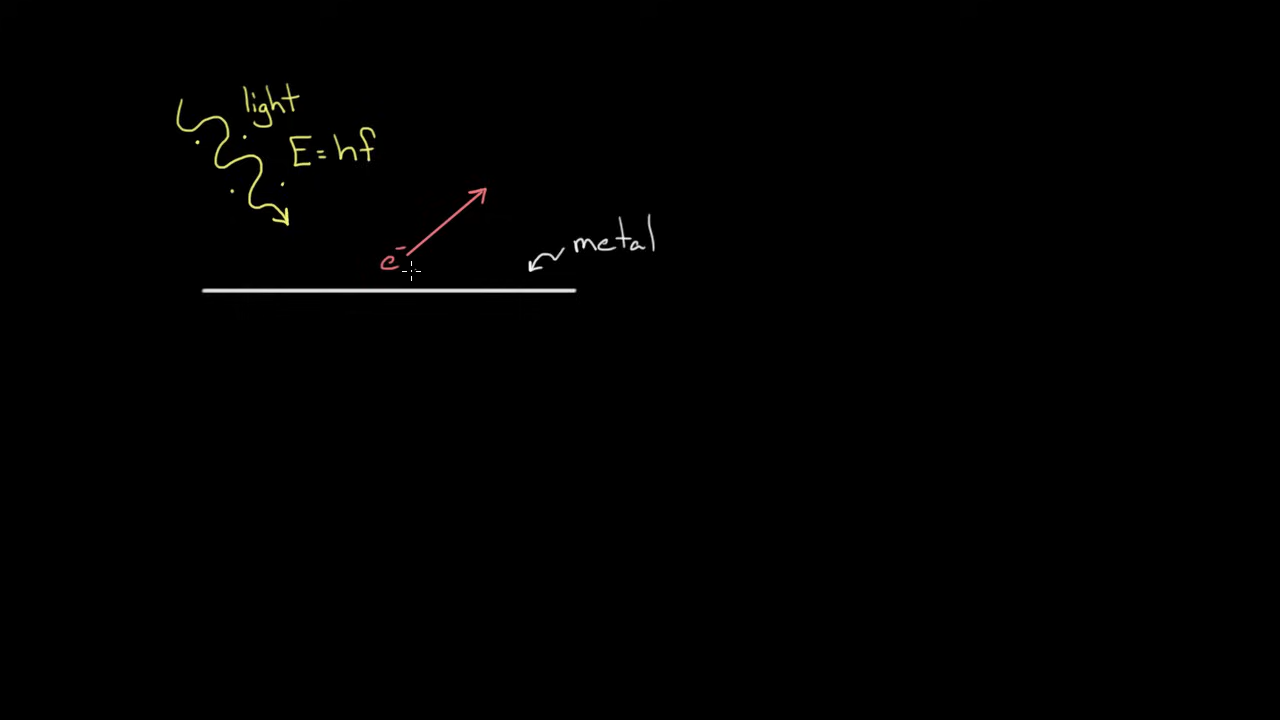 light
E = hf
e⁻
metal